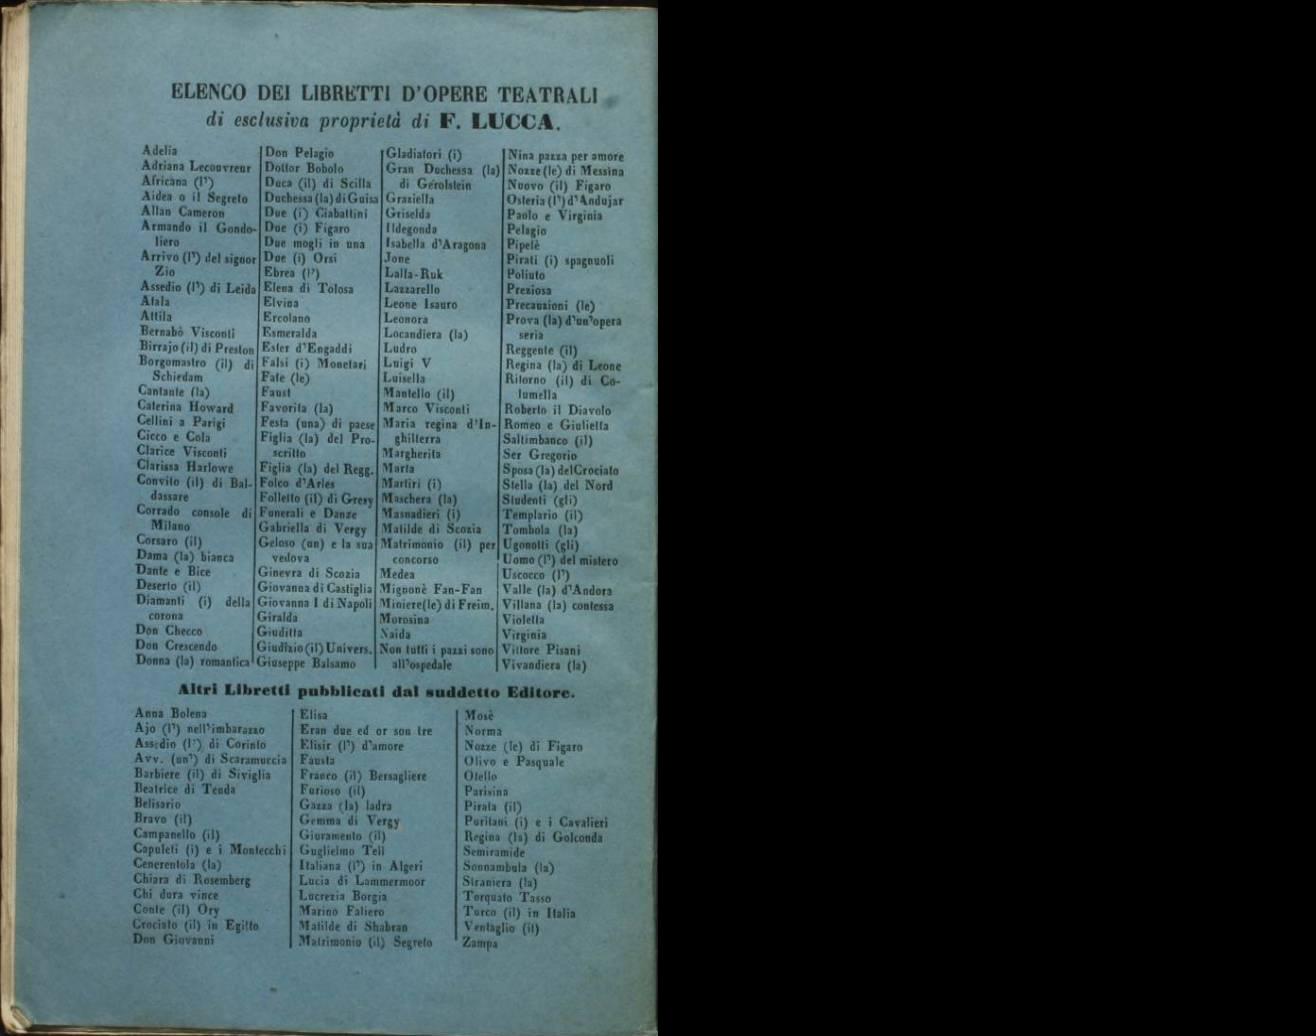 ELENCO DEI LIBRETTI D'OPERE TEATRALI
di esclusiva proprietà di F. LUCCA.
Adelia
Adriana Lecouvreur
Africana (l')
Aidea o il Segreto
Allan Cameron
Armando il Gondo-
liero
Arrivo (l') del signor
Zio
Assedio (l') di Leida
Atala
Attila
Bernabò Visconti
Birrajo (il) di Preston
Borgomastro (il) di
Schiedam
Cantante (la)
Caterina Howard
Cellini a Parigi
Cicco e Cola
Clarice Visconti
Clarissa Harlowe
Convito (il) di Bal-
dassare
Corrado console di
Milano
Corsaro (il)
Dama (la) bianca
Dante e Bice
Deserto (il)
Diamanti (i) della
corona
Don Checco
Don Crescendo
Donna (la) romantica
Don Pelagio
Dottor Bobolo
Duca (il) di Scilla
Duchessa (la) di Guisa
Due (i) Ciabattini
Due (i) Figaro
Due mogli in una
Due (i) Orsi
Ebrea (l')
Elena di Tolosa
Elvina
Ercolano
Esmeralda
Ester d'Engaddi
Falsi (i) Monetari
Fate (le)
Faust
Favorita (la)
Festa (una) di paese
Figlia (la) del Pro-
scritto
Figlia (la) del Regg.
Folco d'Arles
Folletto (il) di Gresy
Funerali e Danze
Gabriella di Vergy
Geloso (un) e la sua
vedova
Ginevra di Scozia
Giovanna di Castiglia
Giovanna I di Napoli
Giralda
Giuditta
Giudizio (il) Univers.
Giuseppe Balsamo
Gladiatori (i)
Gran Duchessa (la)
di Gérolstein
Graziella
Griselda
Ildegonda
Isabella d'Aragona
Jone
Lalla-Ruk
Lazzarello
Leone Isauro
Leonora
Locandiera (la)
Ludro
Luigi V
Luisella
Mantello (il)
Marco Visconti
Maria regina d'In-
ghilterra
Margherita
Marta
Martiri (i)
Maschera (la)
Masnadieri (i)
Matilde di Scozia
Matrimonio (il) per
concorso
Medea
Mignonè Fan-Fan
Miniere (le) di Freim.
Morosina
Naida
Non tutti i pazzi sono
all'ospedale
Nina pazza per amore
Nozze (le) di Messina
Nuovo (il) Figaro
Osteria (l') d'Andujar
Paolo e Virginia
Pelagio
Pipelè
Pirati (i) spagnuoli
Poliuto
Preziosa
Precauzioni (le)
Prova (la) d'un'opera
seria
Reggente (il)
Regina (la) di Leone
Ritorno (il) di Co-
lumella
Roberto il Diavolo
Romeo e Giulietta
Saltimbanco (il)
Ser Gregorio
Sposa (la) del Crociato
Stella (la) del Nord
Studenti (gli)
Templario (il)
Tombola (la)
Ugonotti (gli)
Uomo (l') del mistero
Uscocco (l')
Valle (la) d'Andora
Villana (la) contessa
Violetta
Virginia
Vittore Pisani
Vivandiera (la)
Altri Libretti pubblicati dal suddetto Editore.
Anna Bolena
Ajo (l') nell'imbarazzo
Assedio (l') di Corinto
Avv. (un') di Scaramuccia
Barbiere (il) di Siviglia
Beatrice di Tenda
Belisario
Bravo (il)
Campanello (il)
Capuleti (i) e i Montecchi
Cenerentola (la)
Chiara di Rosemberg
Chi dura vince
Conte (il) Ory
Crociato (il) in Egitto
Don Giovanni
Elisa
Eran due ed or son tre
Elisir (l') d'amore
Fausta
Franco (il) Bersagliere
Furioso (il)
Gazza (la) ladra
Gemma di Vergy
Giuramento (il)
Guglielmo Tell
Italiana (l') in Algeri
Lucia di Lammermoor
Lucrezia Borgia
Marino Faliero
Matilde di Shabran
Matrimonio (il) Segreto
Mosè
Norma
Nozze (le) di Figaro
Olivo e Pasquale
Otello
Parisina
Pirata (il)
Puritani (i) e i Cavalieri
Regina (la) di Golconda
Semiramide
Sonnambula (la)
Straniera (la)
Torquato Tasso
Turco (il) in Italia
Ventaglio (il)
Zampa